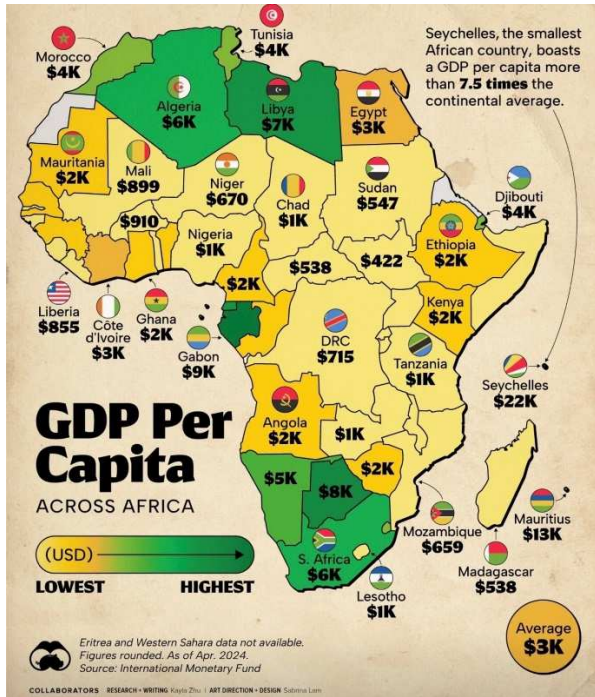 Seychelles, the smallest
African country, boasts
a GDP per capita more
than 7.5 times the
continental average.
Morocco
$4K
Tunisia
$4K
Algeria
$6K
Libya
$7K
Egypt
$3K
Mauritania
$2K
Mali
$899
Niger
$670
Chad
$1K
Sudan
$547
Djibouti
$4K
$910
Nigeria
$1K
Ethiopia
$2K
$2K
$538
$422
Liberia
$855
Côte
d'Ivoire
$3K
Ghana
$2K
Gabon
$9K
DRC
$715
Kenya
$2K
Tanzania
$1K
Seychelles
$22K
Angola
$2K
$1K
$5K
$8K
$2K
S. Africa
$6K
Lesotho
$1K
Mozambique
$659
Madagascar
$538
Mauritius
$13K
GDP Per
Capita
ACROSS AFRICA
(USD)
LOWEST HIGHEST
Average
$3K
Eritrea and Western Sahara data not available.
Figures rounded. As of Apr. 2024.
Source: International Monetary Fund
COLLABORATORS RESEARCH + WRITING Kayla Zhu | ART DIRECTION + DESIGN Sabrina Lam